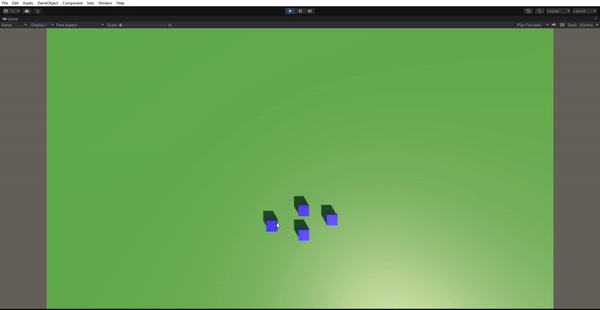 File Edit Assets GameObject Component Jobs Window Help
Layers Layout
Game
Game Display 1 Free Aspect Scale 1x Play Focused Stats Gizmos